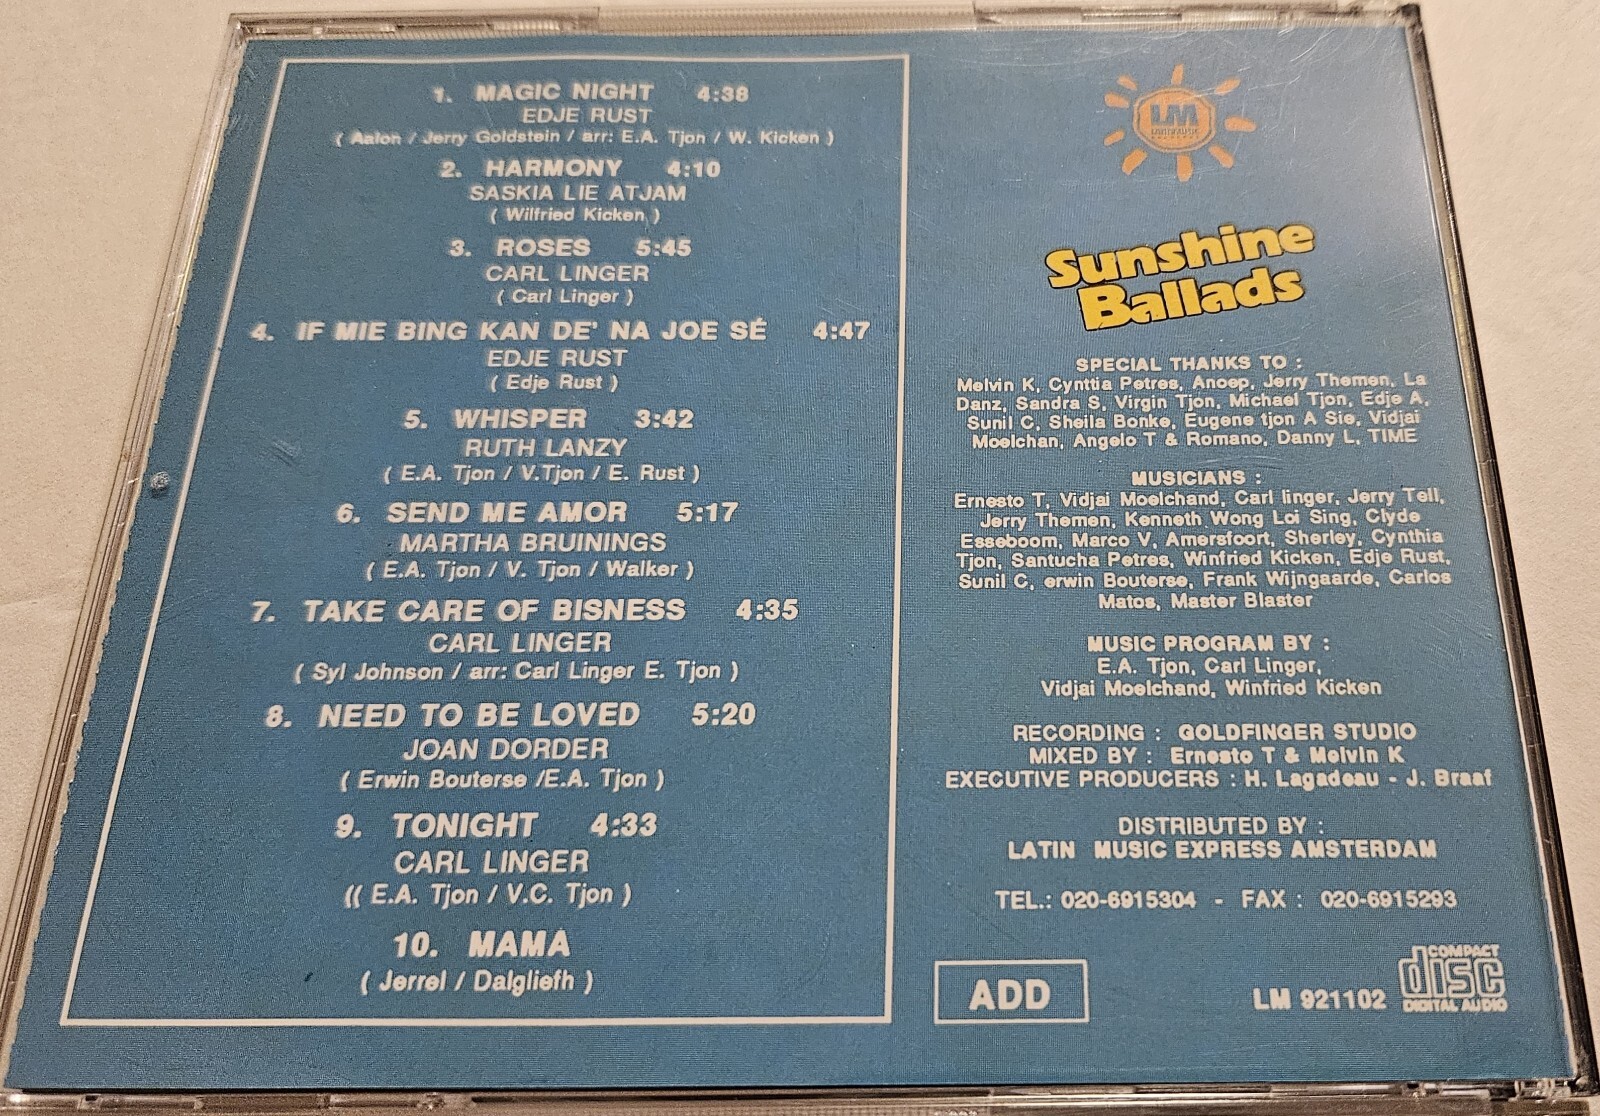 1. MAGIC NIGHT 4:38
EDJE RUST
( Aalon / Jerry Goldstein / arr: E.A. Tjon / W. Kicken )
2. HARMONY 4:10
SASKIA LIE ATJAM
( Wilfried Kicken )
3. ROSES 5:45
CARL LINGER
( Carl Linger )
4. IF MIE BING KAN DE' NA JOE SÉ 4:47
EDJE RUST
( Edje Rust )
5. WHISPER 3:42
RUTH LANZY
( E.A. Tjon / V.Tjon / E. Rust )
6. SEND ME AMOR 5:17
MARTHA BRUININGS
( E.A. Tjon / V. Tjon / Walker )
7. TAKE CARE OF BISNESS 4:35
CARL LINGER
( Syl Johnson / arr: Carl Linger E. Tjon )
8. NEED TO BE LOVED 5:20
JOAN DORDER
( Erwin Bouterse /E.A. Tjon )
9. TONIGHT 4:33
CARL LINGER
(( E.A. Tjon / V.C. Tjon )
10. MAMA
( Jerrel / Dalgliefh )
LM
LATINMUSIC
RECORDS
Sunshine
Ballads
SPECIAL THANKS TO :
Melvin K, Cynttia Petres, Anoep, Jerry Themen, La
Danz, Sandra S, Virgin Tjon, Michael Tjon, Edje A,
Sunil C, Sheila Bonke, Eugene tjon A Sie, Vidjai
Moelchan, Angelo T & Romano, Danny L, TIME
MUSICIANS :
Ernesto T, Vidjai Moelchand, Carl linger, Jerry Tell,
Jerry Themen, Kenneth Wong Loi Sing, Clyde
Esseboom, Marco V, Amersfoort, Sherley, Cynthia
Tjon, Santucha Petres, Winfried Kicken, Edje Rust,
Sunil C, erwin Bouterse, Frank Wijngaarde, Carlos
Matos, Master Blaster
MUSIC PROGRAM BY :
E.A. Tjon, Carl Linger,
Vidjai Moelchand, Winfried Kicken
RECORDING : GOLDFINGER STUDIO
MIXED BY : Ernesto T & Melvin K
EXECUTIVE PRODUCERS : H. Lagadeau - J. Braaf
DISTRIBUTED BY :
LATIN MUSIC EXPRESS AMSTERDAM
TEL.: 020-6915304 - FAX : 020-6915293
ADD
LM 921102
COMPACT
disc
DIGITAL AUDIO